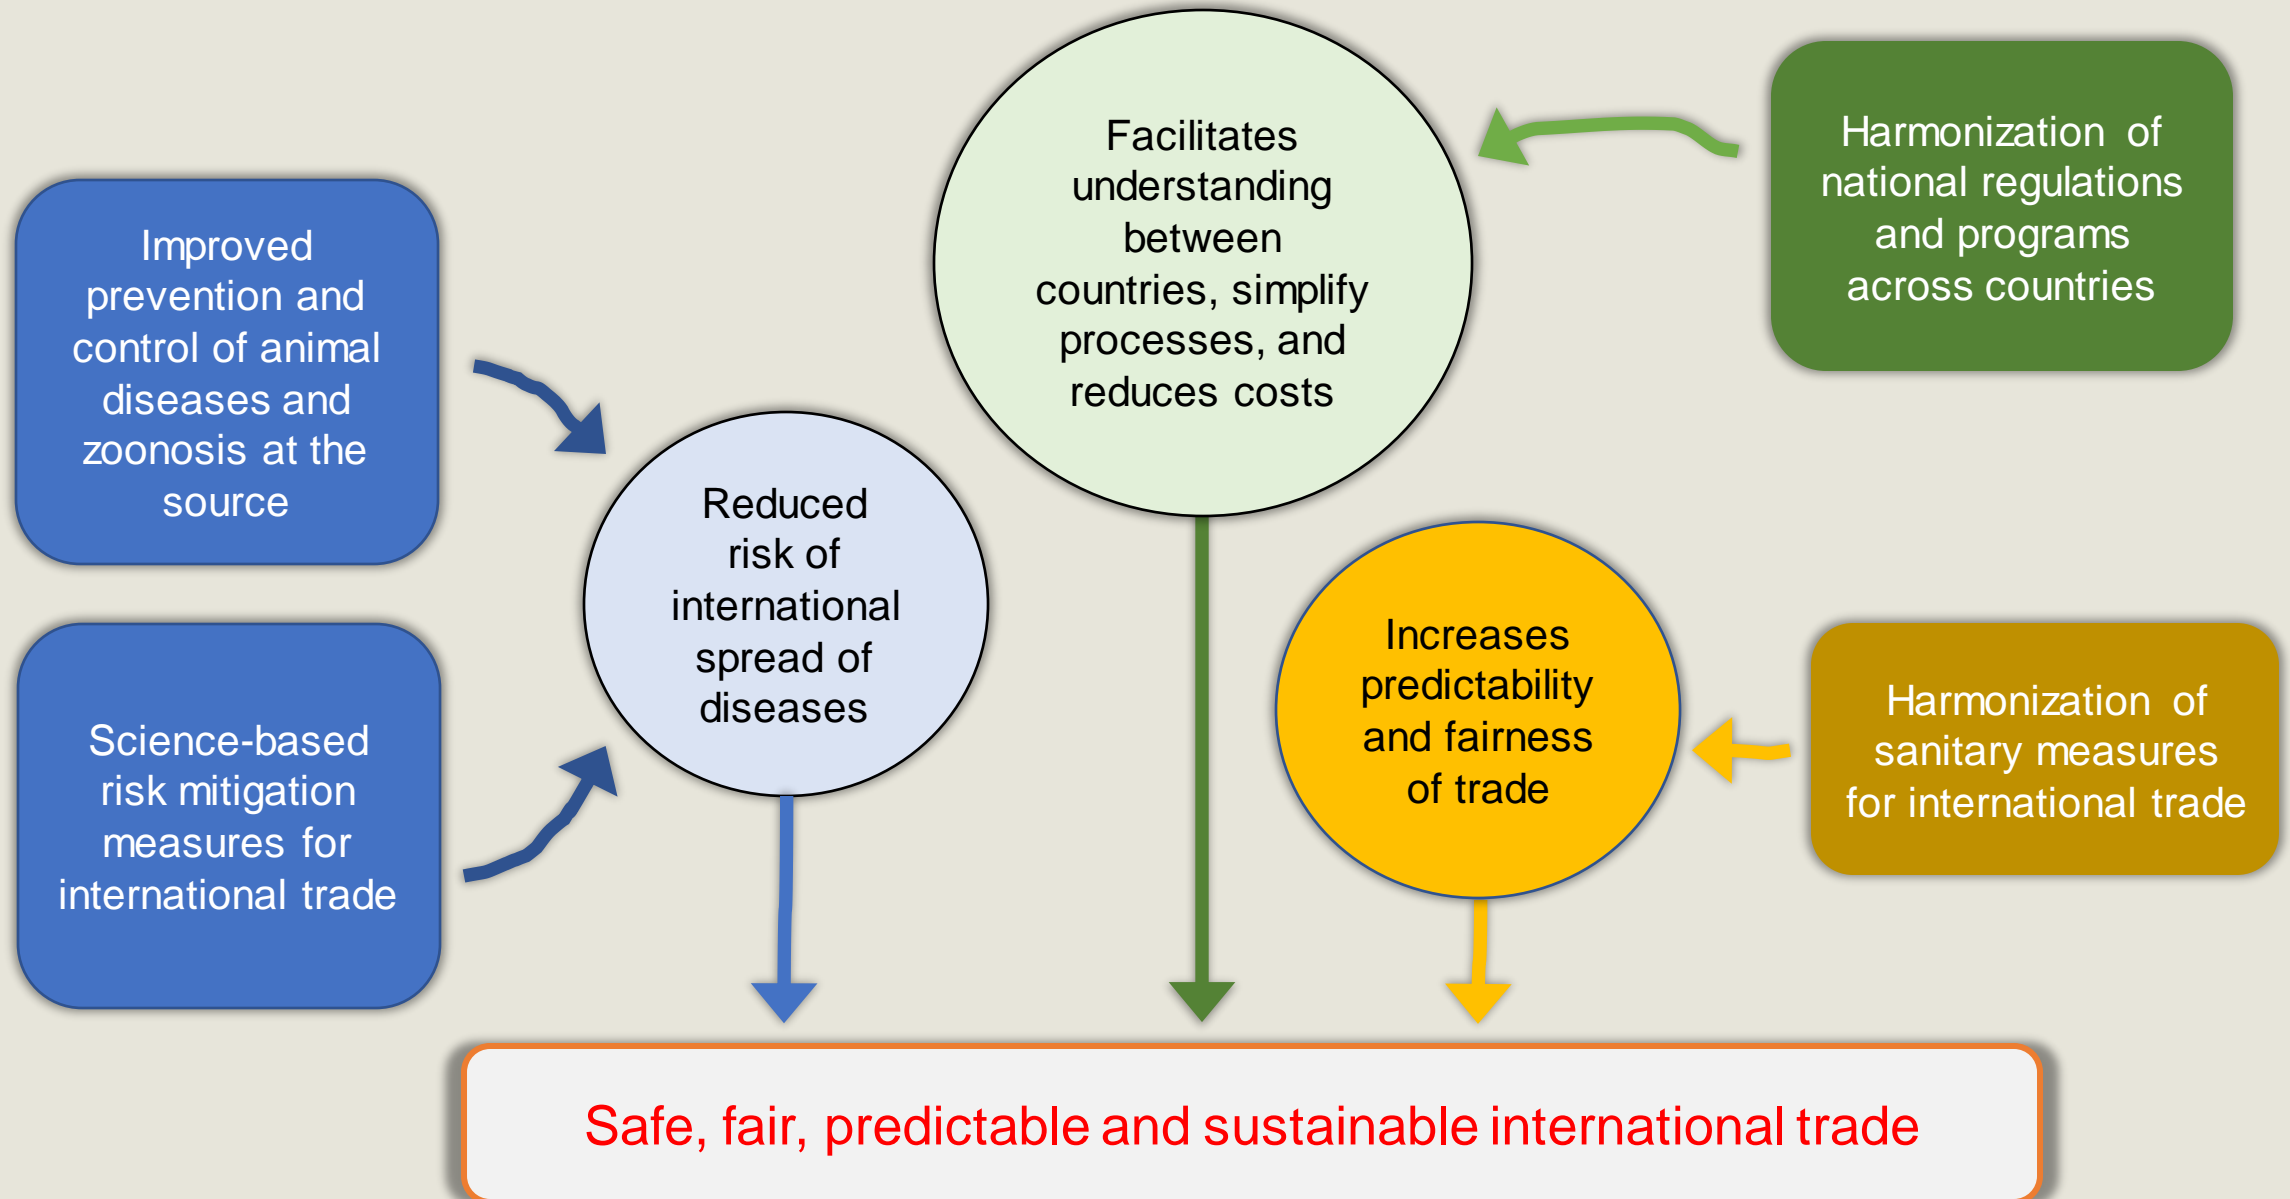 Improved
prevention and
control of animal
diseases and
zoonosis at the
source
Science-based
risk mitigation
measures for
international trade
Reduced
risk of
international
spread of
diseases
Facilitates
understanding
between
countries, simplify
processes, and
reduces costs
Harmonization of
national regulations
and programs
across countries
Increases
predictability
and fairness
of trade
Harmonization of
sanitary measures
for international trade
Safe, fair, predictable and sustainable international trade